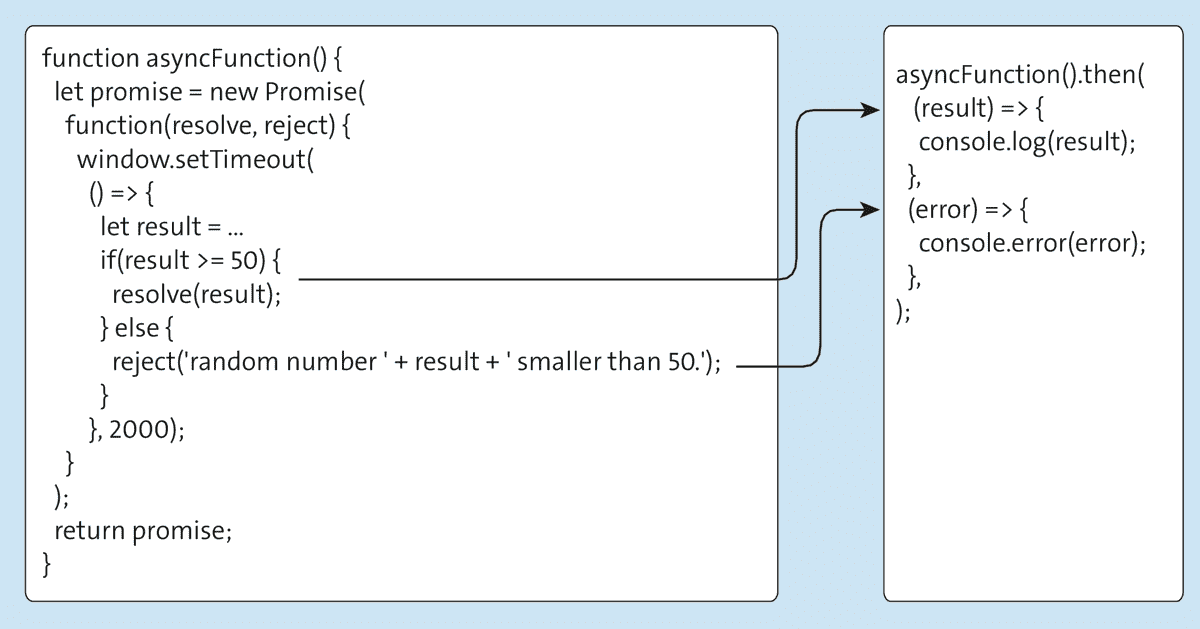 function asyncFunction() {
let promise = new Promise(
function(resolve, reject) {
window.setTimeout(
() => {
let result = ...
if(result >= 50) {
resolve(result);
} else {
reject('random number ' + result + ' smaller than 50.');
}
}, 2000);
}
);
return promise;
}
asyncFunction().then(
(result) => {
console.log(result);
},
(error) => {
console.error(error);
},
);